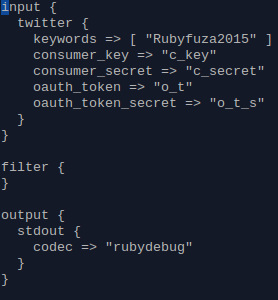 input {
  twitter {
    keywords => [ "Rubyfuza2015" ]
    consumer_key => "c_key"
    consumer_secret => "c_secret"
    oauth_token => "o_t"
    oauth_token_secret => "o_t_s"
  }
}

filter {
}

output {
  stdout {
    codec => "rubydebug"
  }
}